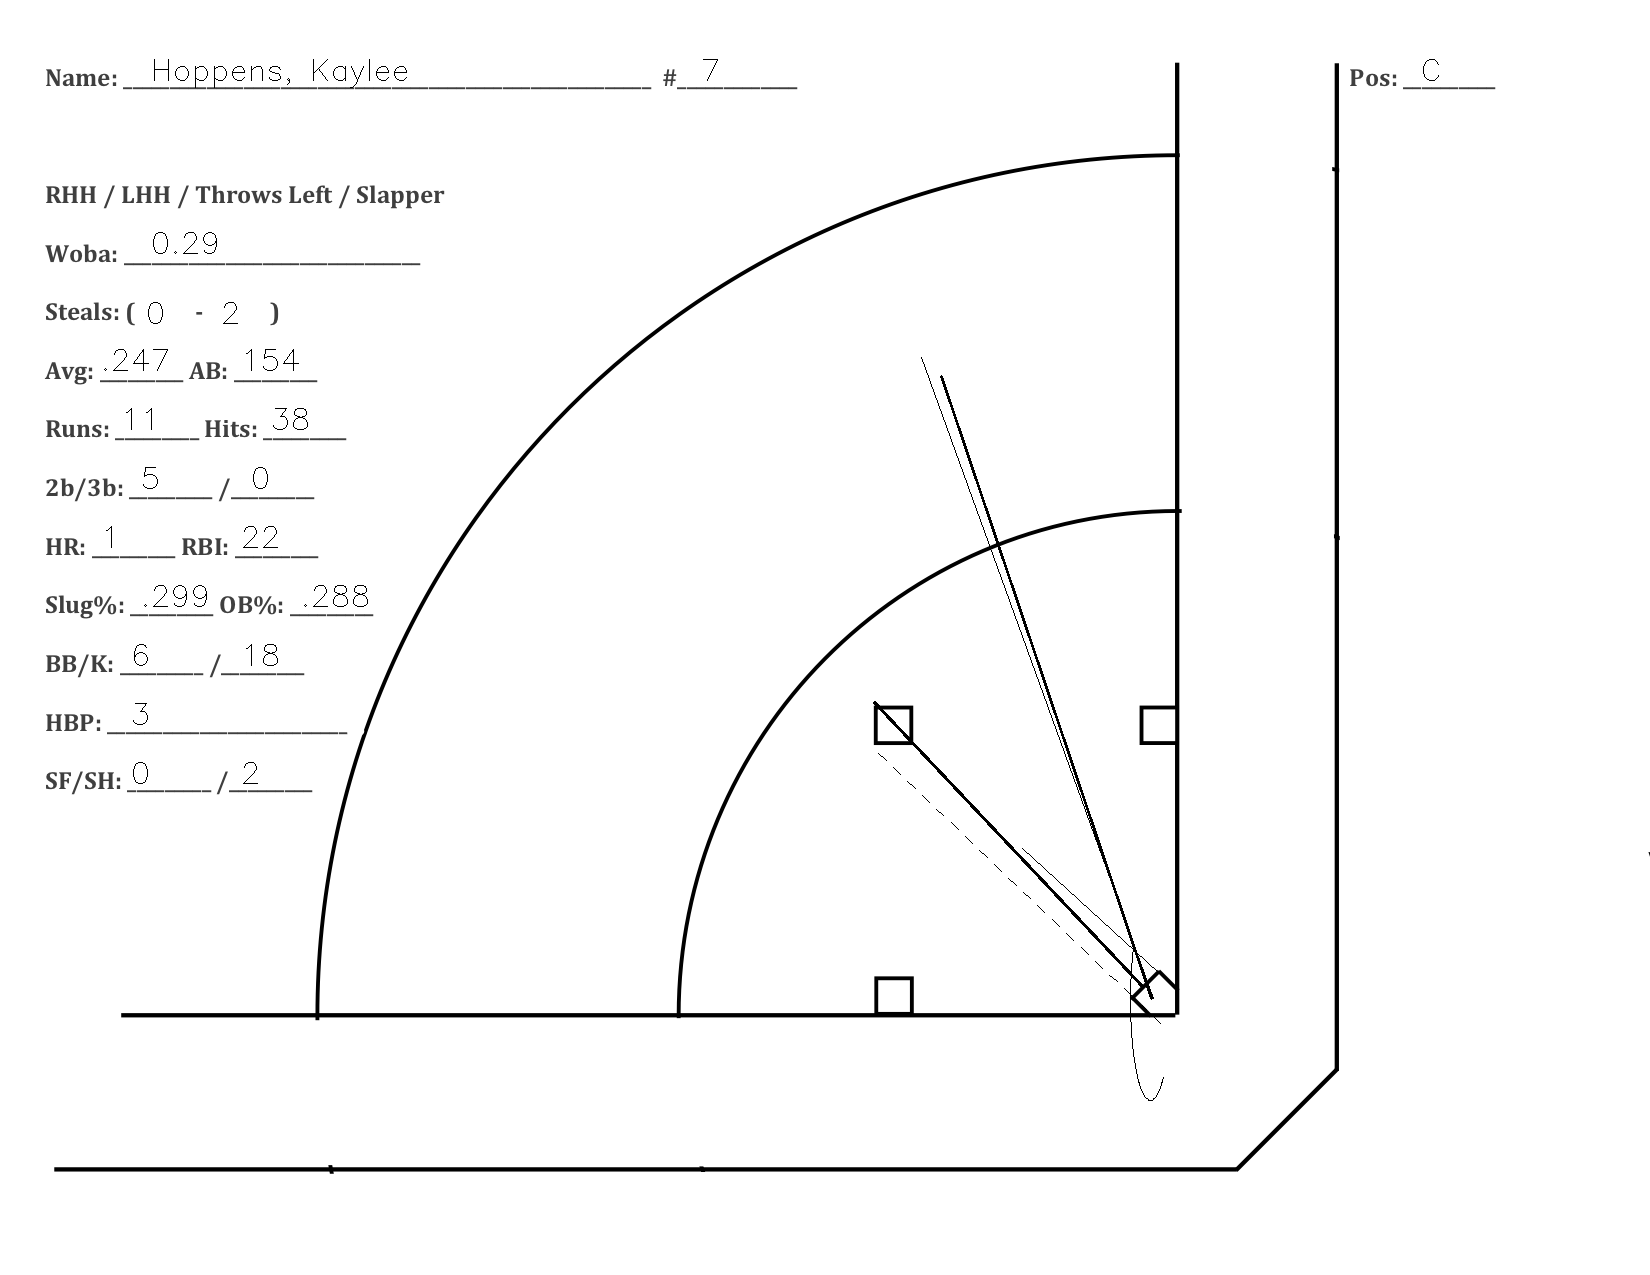 Name: Hoppens, Kaylee # 7 Pos: C
RHH / LHH / Throws Left / Slapper
Woba: 0.29
Steals: ( 0 - 2 )
Avg: .247 AB: 154
Runs: 11 Hits: 38
2b/3b: 5 / 0
HR: 1 RBI: 22
Slug%: .299 OB%: .288
BB/K: 6 / 18
HBP: 3
SF/SH: 0 / 2